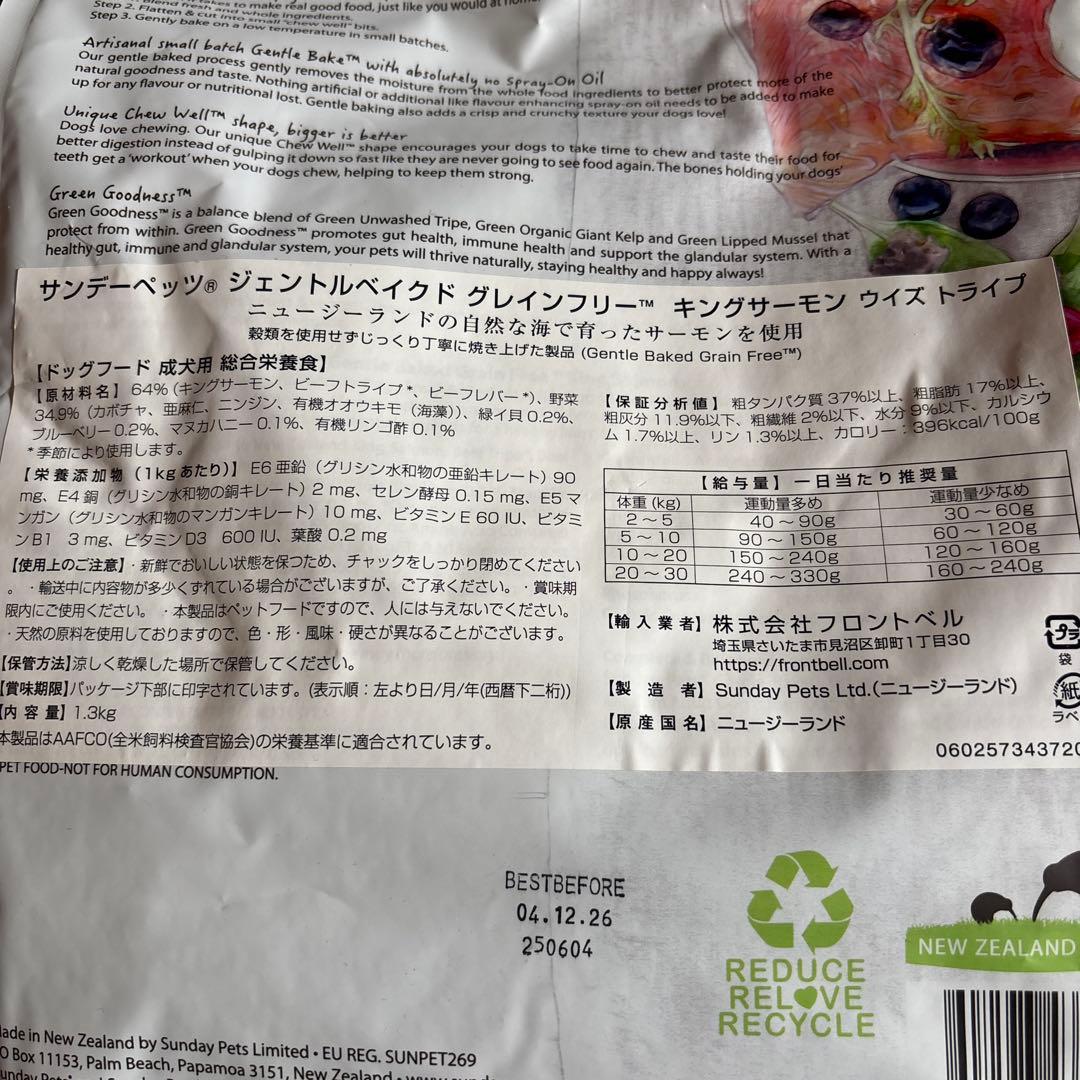 takes to make real good food, just like you would at home.
Step 1. Blend fresh and whole ingredients.
Step 2. Flatten & cut into small "chew well" bits.
Step 3. Gently bake on a low temperature in small batches.
Artisanal small batch Gentle Bake™ with absolutely no Spray-On Oil
Our gentle baked process gently removes the moisture from the whole food ingredients to better protect more of the
natural goodness and taste. Nothing artificial or additional like flavour enhancing spray-on oil needs to be added to make
up for any flavour or nutritional lost. Gentle baking also adds a crisp and crunchy texture your dogs love!
Unique Chew Well™ shape, bigger is better
Dogs love chewing. Our unique Chew Well™ shape encourages your dogs to take time to chew and taste their food for
better digestion instead of gulping it down so fast like they are never going to see food again. The bones holding your dogs'
teeth get a 'workout' when your dogs chew, helping to keep them strong.
Green Goodness™
Green Goodness™ is a balance blend of Green Unwashed Tripe, Green Organic Giant Kelp and Green Lipped Mussel that
protect from within. Green Goodness™ promotes gut health, immune health and support the glandular system. With a
healthy gut, immune and glandular system, your pets will thrive naturally, staying healthy and happy always!
サンデーペッツ® ジェントルベイクド グレインフリー™ キングサーモン ウイズ トライプ
ニュージーランドの自然な海で育ったサーモンを使用
穀類を使用せずじっくり丁寧に焼き上げた製品 (Gentle Baked Grain Free™)
【ドッグフード 成犬用 総合栄養食】
【原材料名】64% (キングサーモン、ビーフトライプ*、ビーフレバー*)、野菜
34.9% (カボチャ、亜麻仁、ニンジン、有機オオウキモ (海藻))、緑イ貝 0.2%、
ブルーベリー 0.2%、マヌカハニー 0.1%、有機リンゴ酢 0.1%
*季節により使用します。
【栄養添加物 (1kgあたり)】E6 亜鉛 (グリシン水和物の亜鉛キレート) 90
mg、E4 銅 (グリシン水和物の銅キレート) 2 mg、セレン酵母 0.15 mg、E5 マ
ンガン (グリシン水和物のマンガンキレート) 10 mg、ビタミン E 60 IU、ビタミ
ンB1 3 mg、ビタミン D3 600 IU、葉酸 0.2 mg
【使用上のご注意】・新鮮でおいしい状態を保つため、チャックをしっかり閉めてください
。・輸送中に内容物が多少くずれている場合がございますが、ご了承ください。・賞味期
限内にご使用ください。・本製品はペットフードですので、人には与えないでください。
・天然の原料を使用しておりますので、色・形・風味・硬さが異なることがございます。
【保管方法】涼しく乾燥した場所で保管してください。
【賞味期限】パッケージ下部に印字されています。(表示順：左より日/月/年(西暦下二桁))
【内 容 量】1.3kg
本製品はAAFCO(全米飼料検査官協会)の栄養基準に適合されています。
【保証分析値】粗タンパク質 37%以上、粗脂肪 17%以上、
粗灰分 11.9%以下、粗繊維 2%以下、水分 9%以下、カルシウ
ム 1.7%以上、リン 1.3%以上、カロリー：396kcal/100g
【給与量】一日当たり推奨量
体重 (kg) 運動量多め 運動量少なめ
2～5 40～90g 30～60g
5～10 90～150g 60～120g
10～20 150～240g 120～160g
20～30 240～330g 160～240g
【輸入業者】株式会社フロントベル
埼玉県さいたま市見沼区卸町1丁目30
https://frontbell.com
【製 造 者】Sunday Pets Ltd.(ニュージーランド)
【原産国名】ニュージーランド
プラ
袋
紙
ラベ
060257343720
PET FOOD-NOT FOR HUMAN CONSUMPTION.
BESTBEFORE
04.12.26
250604
REDUCE
RELOVE
RECYCLE
NEW ZEALAND
Made in New Zealand by Sunday Pets Limited • EU REG. SUNPET269
PO Box 11153, Palm Beach, Papamoa 3151, New Zealand •